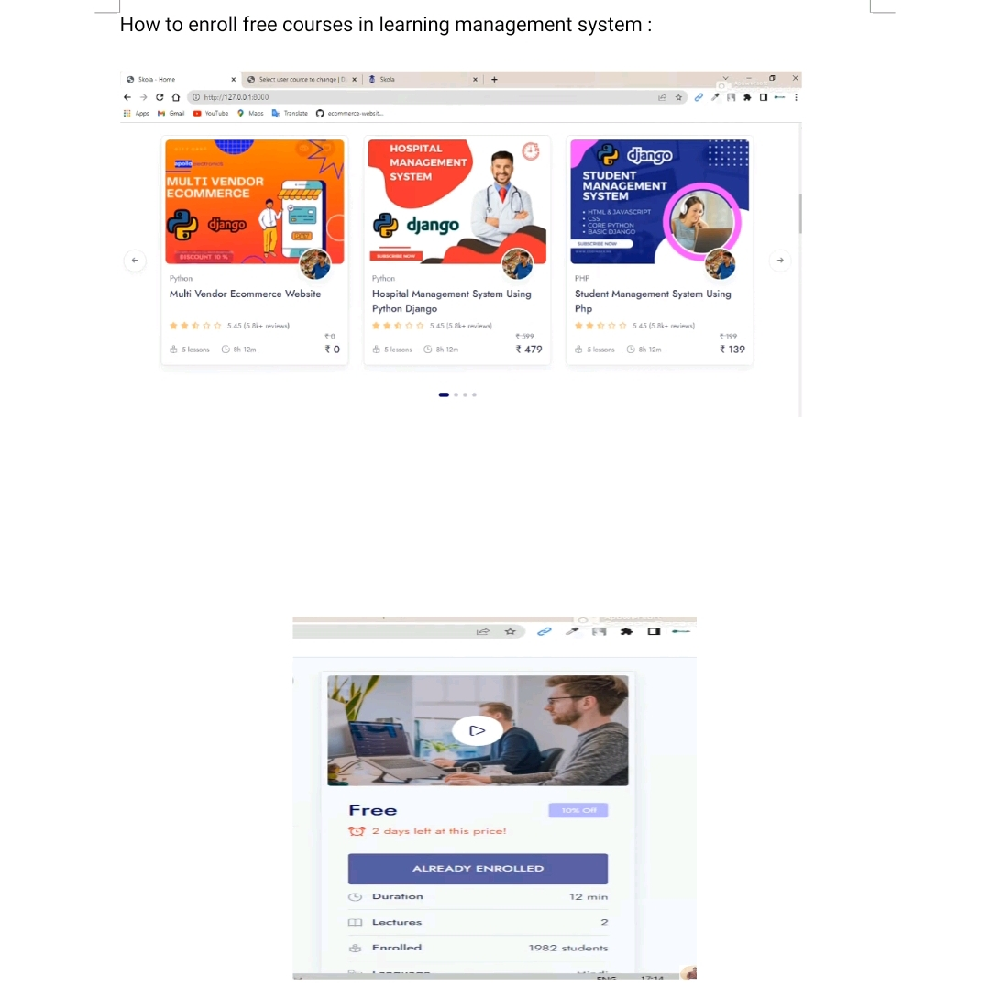 How to enroll free courses in learning management system :
Skola - Home
Select user cource to change | Dj
Skola
http://127.0.0.1:8000
Apps Gmail YouTube Maps Translate ecommerce-websit...
apollo electronics
MULTI VENDOR
ECOMMERCE
django
DISCOUNT 10 %
Python
Multi Vendor Ecommerce Website
5.45 (5.8k+ reviews)
₹ 0
5 lessons 8h 12m ₹ 0
HOSPITAL
MANAGEMENT
SYSTEM
django
SUBSCRIBE NOW
Python
Hospital Management System Using
Python Django
5.45 (5.8k+ reviews)
₹ 599
5 lessons 8h 12m ₹ 479
django
STUDENT
MANAGEMENT
SYSTEM
• HTML & JAVASCRIPT
• CSS
• CORE PYTHON
• BASIC DJANGO
SUBSCRIBE NOW
PHP
Student Management System Using
Php
5.45 (5.8k+ reviews)
₹ 199
5 lessons 8h 12m ₹ 139
Free 10% Off
2 days left at this price!
ALREADY ENROLLED
Duration 12 min
Lectures 2
Enrolled 1982 students
Language Hindi
ENG 17:14